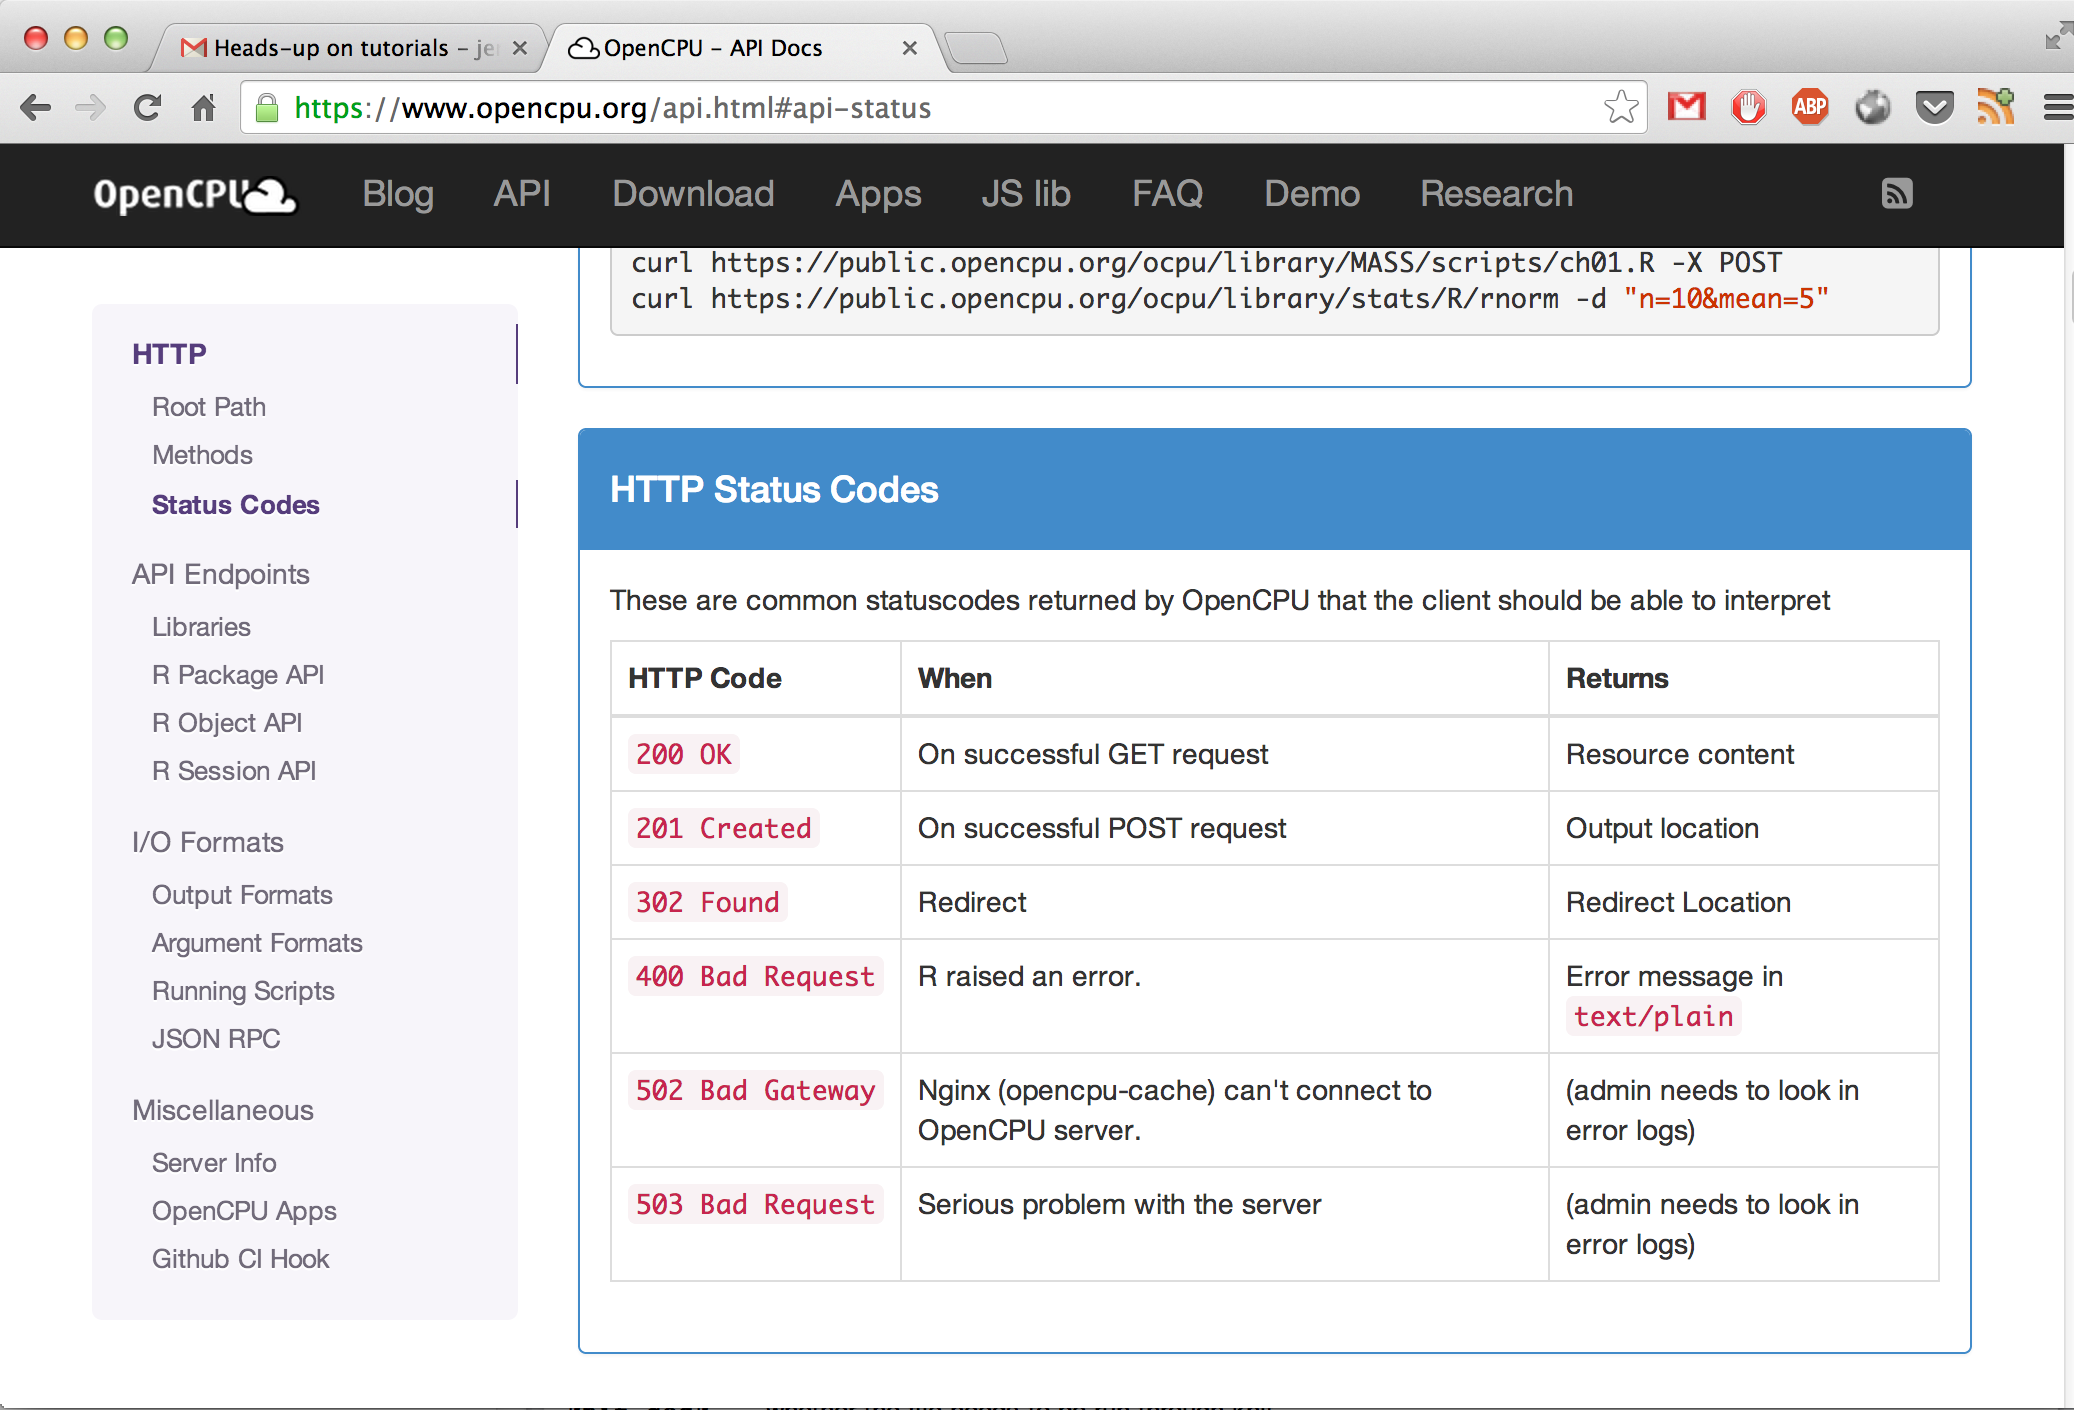 Heads-up on tutorials – je
OpenCPU – API Docs
https://www.opencpu.org/api.html#api-status
ABP
OpenCPU
Blog API Download Apps JS lib FAQ Demo Research
curl https://public.opencpu.org/ocpu/library/MASS/scripts/ch01.R -X POST
curl https://public.opencpu.org/ocpu/library/stats/R/rnorm -d "n=10&mean=5"
HTTP
Root Path
Methods
Status Codes
API Endpoints
Libraries
R Package API
R Object API
R Session API
I/O Formats
Output Formats
Argument Formats
Running Scripts
JSON RPC
Miscellaneous
Server Info
OpenCPU Apps
Github CI Hook
HTTP Status Codes
These are common statuscodes returned by OpenCPU that the client should be able to interpret
HTTP Code When Returns
200 OK On successful GET request Resource content
201 Created On successful POST request Output location
302 Found Redirect Redirect Location
400 Bad Request R raised an error. Error message in
text/plain
502 Bad Gateway Nginx (opencpu-cache) can't connect to (admin needs to look in
OpenCPU server. error logs)
503 Bad Request Serious problem with the server (admin needs to look in
error logs)